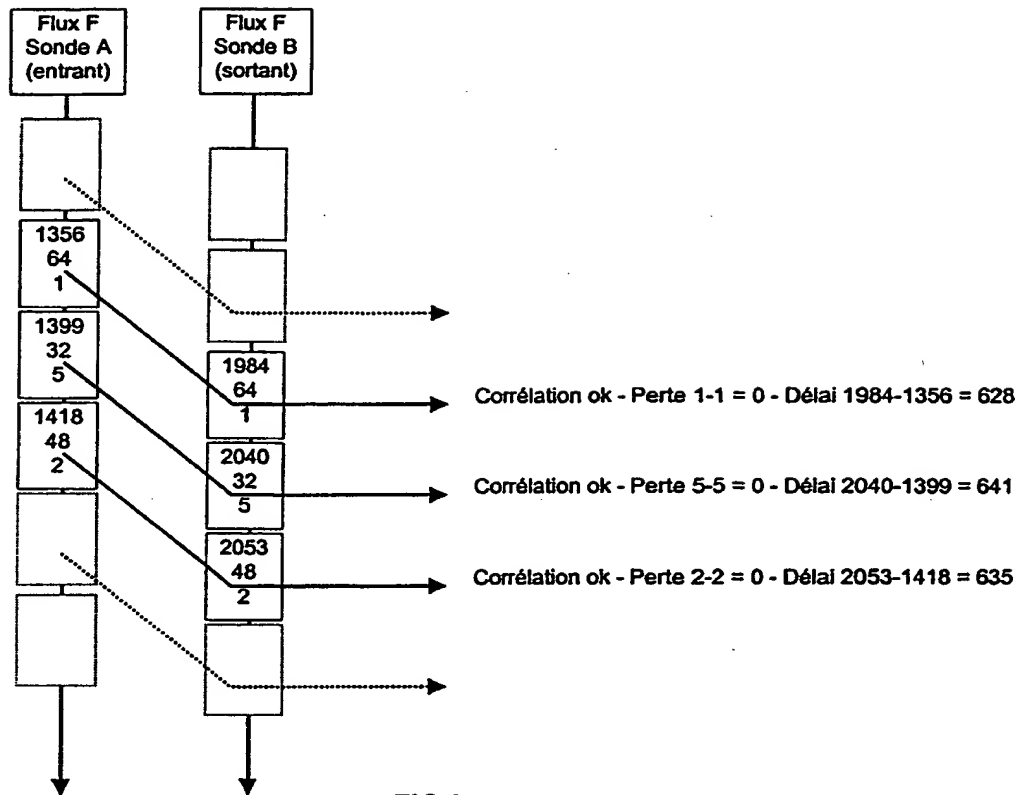 Flux F
Sonde A
(entrant)
Flux F
Sonde B
(sortant)
1356
64
1
1399
32
5
1418
48
2
1984
64
1
2040
32
5
2053
48
2
Corrélation ok - Perte 1-1 = 0 - Délai 1984-1356 = 628
Corrélation ok - Perte 5-5 = 0 - Délai 2040-1399 = 641
Corrélation ok - Perte 2-2 = 0 - Délai 2053-1418 = 635